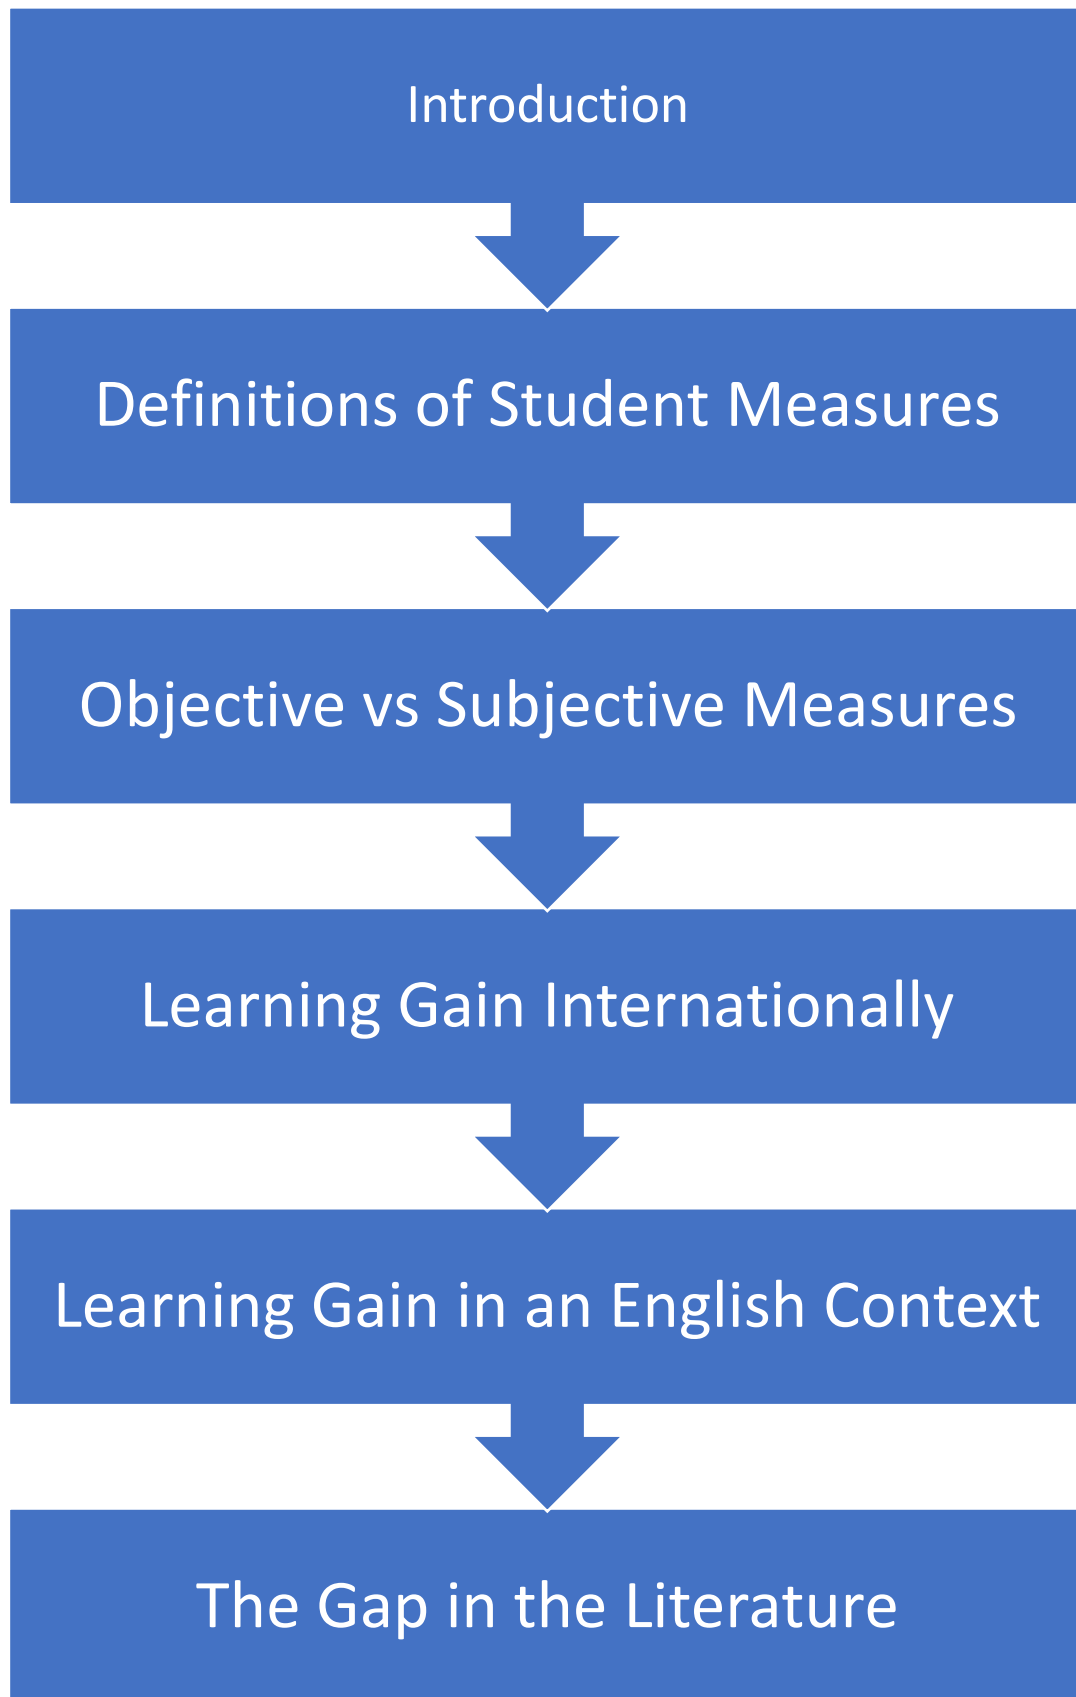 Introduction
Definitions of Student Measures
Objective vs Subjective Measures
Learning Gain Internationally
Learning Gain in an English Context
The Gap in the Literature